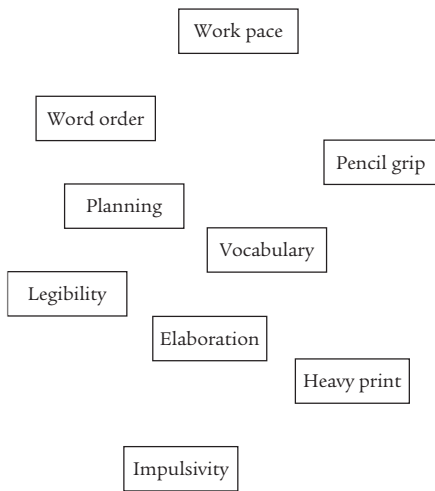 Work pace
Word order
Pencil grip
Planning
Vocabulary
Legibility
Elaboration
Heavy print
Impulsivity